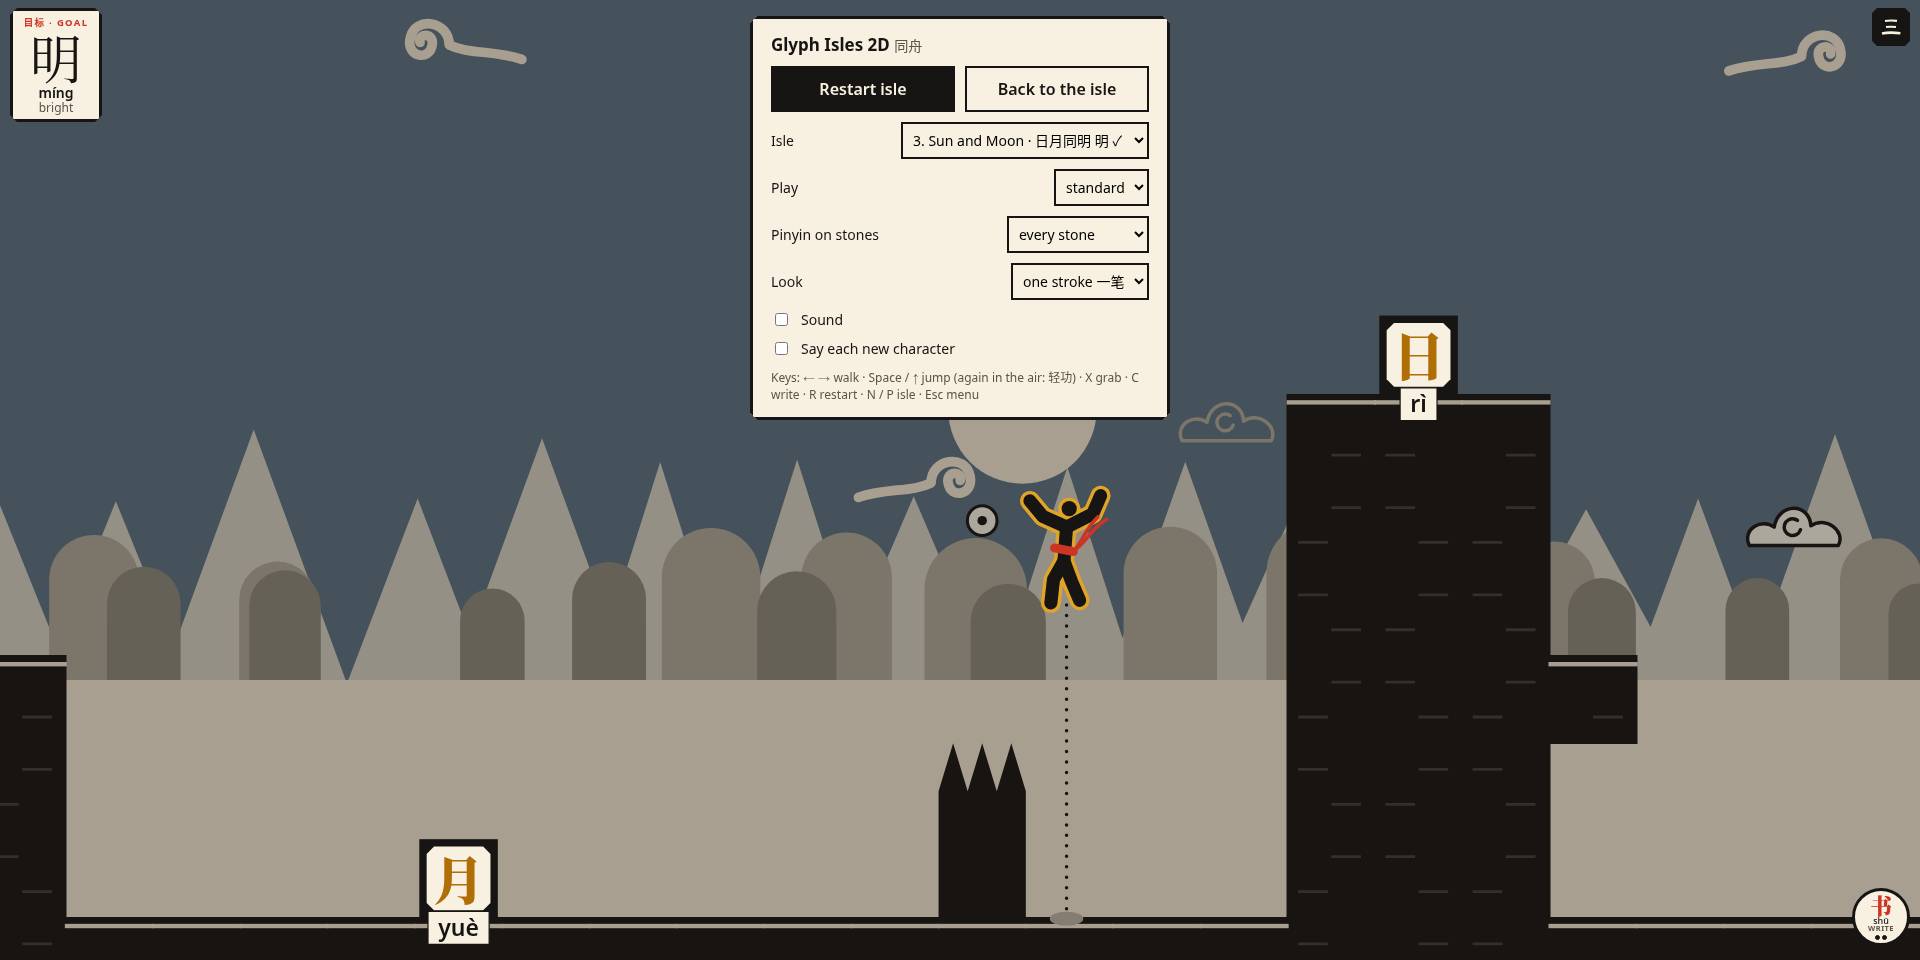 目标 · GOAL
明
míng
bright
三
Glyph Isles 2D 同舟
Restart isle
Back to the isle
Isle
3. Sun and Moon · 日月同明 明 ✓
Play
standard
Pinyin on stones
every stone
Look
one stroke 一笔
Sound
Say each new character
Keys: ← → walk · Space / ↑ jump (again in the air: 轻功) · X grab · C
write · R restart · N / P isle · Esc menu
日
rì
月
yuè
书
shū
WRITE